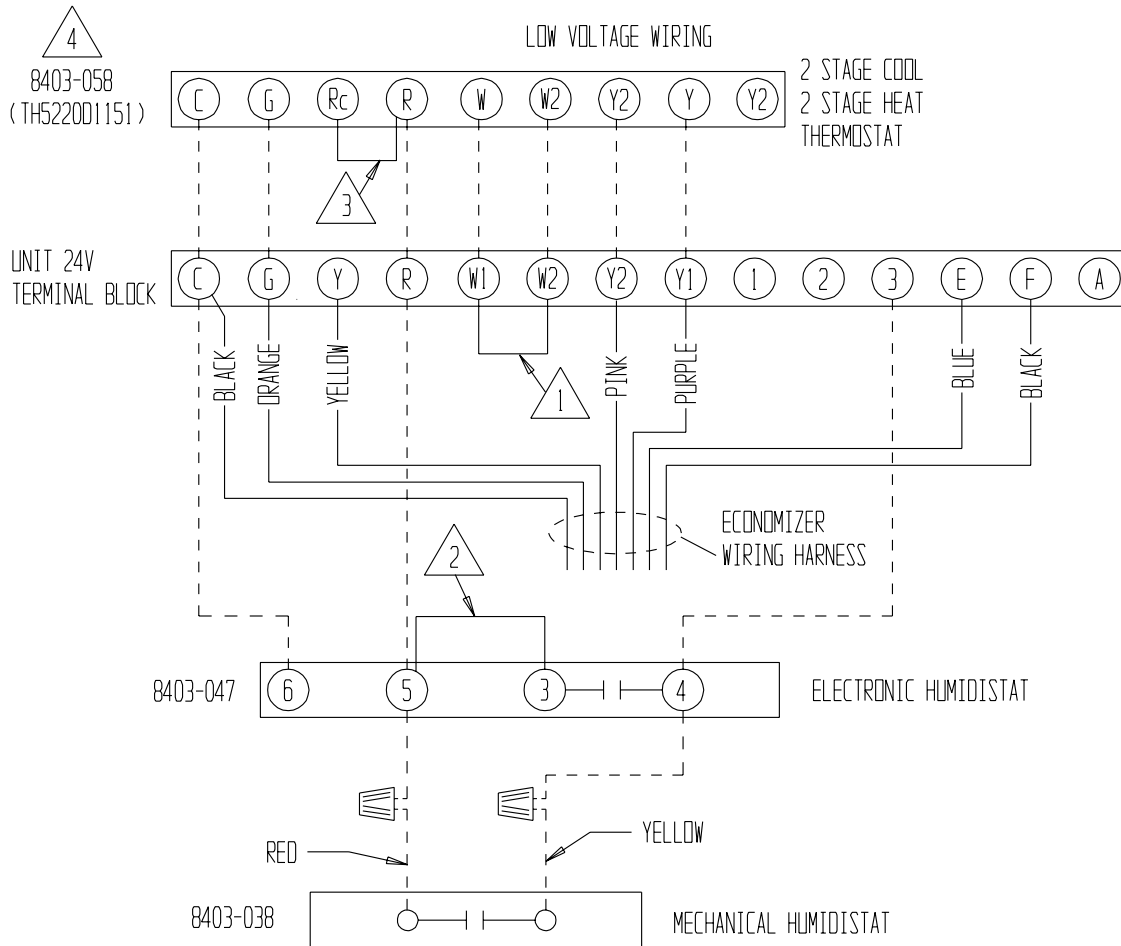 LOW VOLTAGE WIRING
4
8403-058
(TH5220D1151)
C G Rc R W W2 Y2 Y Y2
2 STAGE COOL
2 STAGE HEAT
THERMOSTAT
3
UNIT 24V
TERMINAL BLOCK
C G Y R W1 W2 Y2 Y1 1 2 3 E F A
BLACK ORANGE YELLOW PINK PURPLE BLUE BLACK
1
ECONOMIZER
WIRING HARNESS
2
8403-047
6 5 3 4
ELECTRONIC HUMIDISTAT
RED
YELLOW
8403-038
MECHANICAL HUMIDISTAT